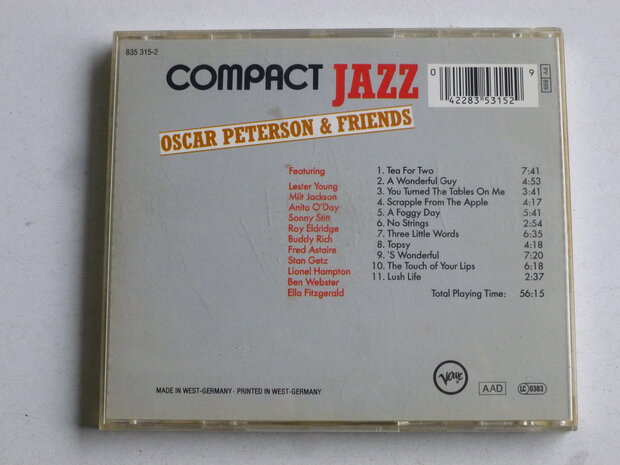 835 315-2
COMPACT JAZZ
0 42283 53152 9
PY 899
OSCAR PETERSON & FRIENDS
Featuring
Lester Young
Milt Jackson
Anita O'Day
Sonny Stitt
Roy Eldridge
Buddy Rich
Fred Astaire
Stan Getz
Lionel Hampton
Ben Webster
Ella Fitzgerald
1. Tea For Two 7:41
2. A Wonderful Guy 4:53
3. You Turned The Tables On Me 3:41
4. Scrapple From The Apple 4:17
5. A Foggy Day 5:41
6. No Strings 2:54
7. Three Little Words 6:35
8. Topsy 4:18
9. 'S Wonderful 7:20
10. The Touch of Your Lips 6:18
11. Lush Life 2:37
Total Playing Time: 56:15
MADE IN WEST-GERMANY · PRINTED IN WEST-GERMANY
Verve
AAD
LC 0383